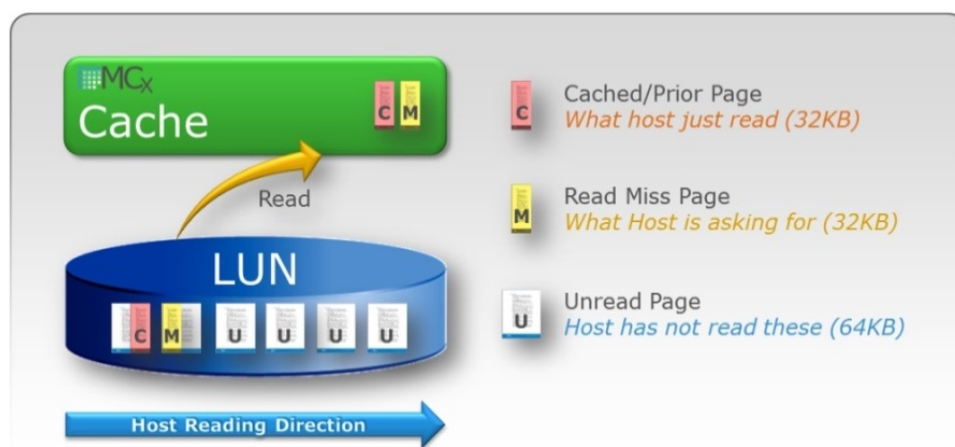 MCx
Cache
C M
Read
LUN
C M U U U U
Host Reading Direction
C
Cached/Prior Page
What host just read (32KB)
M
Read Miss Page
What Host is asking for (32KB)
U
Unread Page
Host has not read these (64KB)